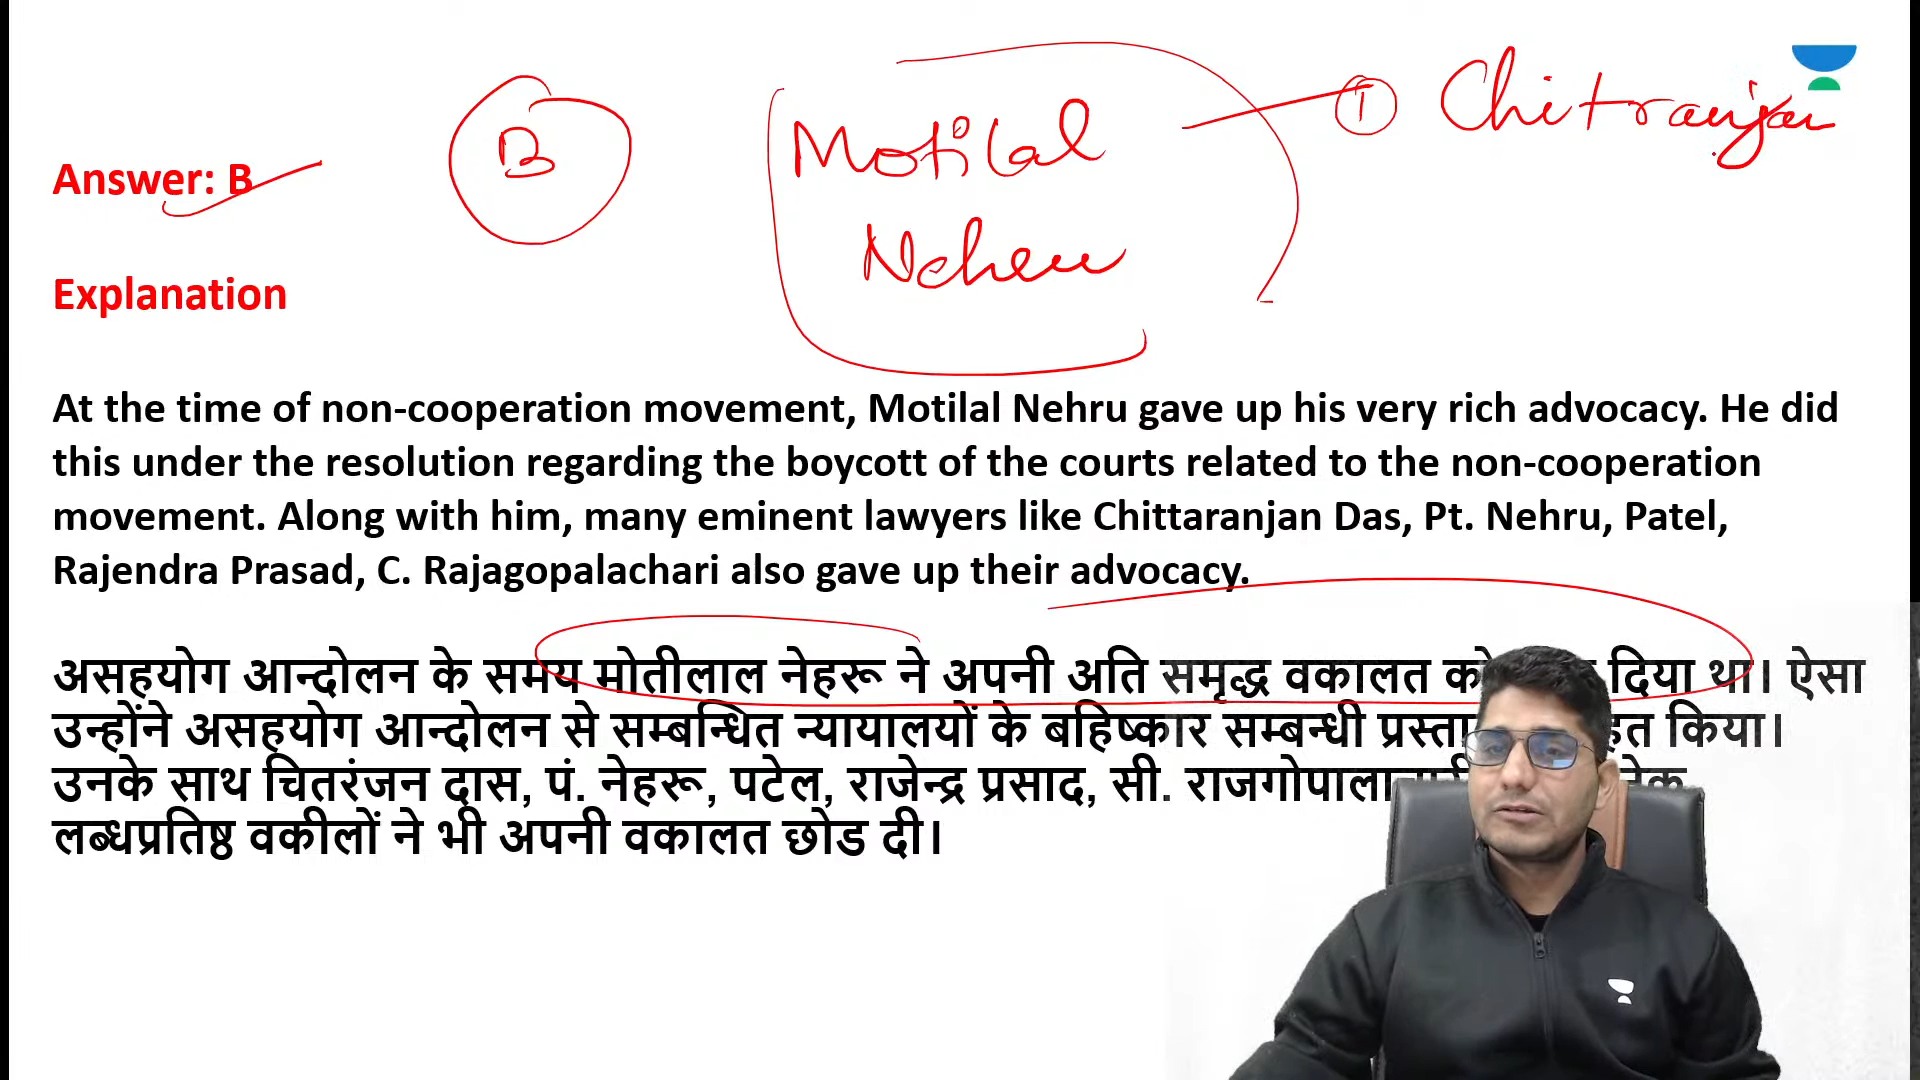 B
Motilal
Nehru
① Chitranjan
Answer: B
Explanation
At the time of non-cooperation movement, Motilal Nehru gave up his very rich advocacy. He did
this under the resolution regarding the boycott of the courts related to the non-cooperation
movement. Along with him, many eminent lawyers like Chittaranjan Das, Pt. Nehru, Patel,
Rajendra Prasad, C. Rajagopalachari also gave up their advocacy.
असहयोग आन्दोलन के समय मोतीलाल नेहरू ने अपनी अति समृद्ध वकालत को दिया था। ऐसा
उन्होंने असहयोग आन्दोलन से सम्बन्धित न्यायालयों के बहिष्कार सम्बन्धी किया।
उनके साथ चितरंजन दास, पं. नेहरू, पटेल, राजेन्द्र प्रसाद, सी.
लब्धप्रतिष्ठ वकीलों ने भी अपनी वकालत छोड दी।